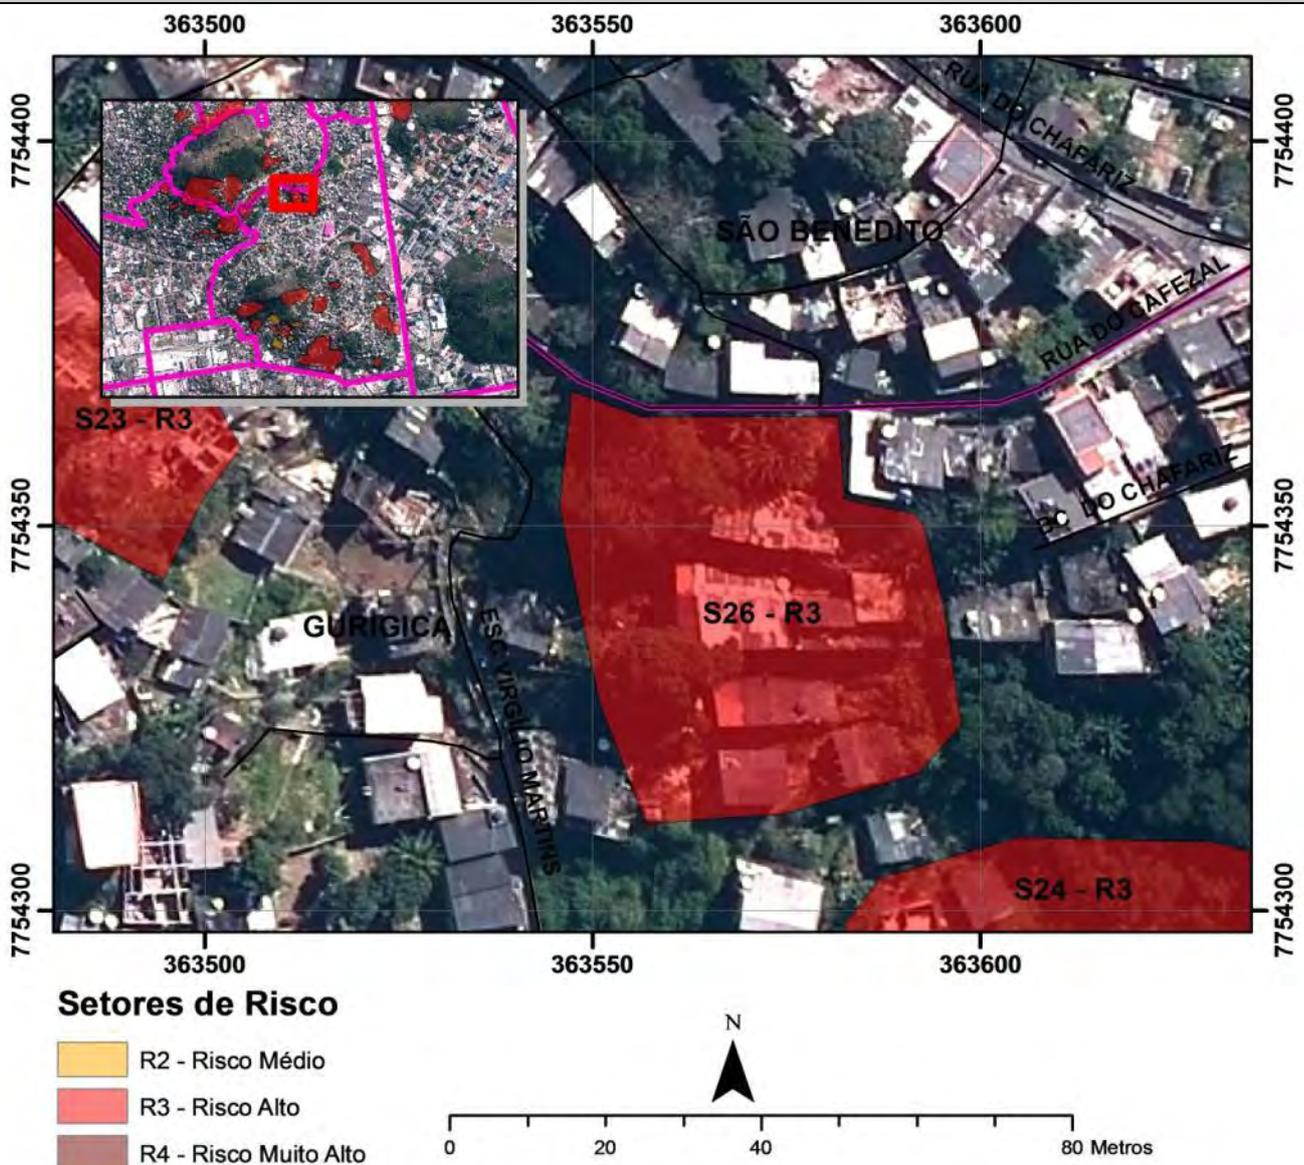 363500 363550 363600
7754400
7754400
RUA DO CHAFARIZ
SÃO BENEDITO
RUA DO CAFEZAL
S23 - R3
BC DO CHAFARIZ
7754350
7754350
S26 - R3
GURIGICA
ESC VIRGÍLIO MARTINS
S24 - R3
7754300
7754300
363500 363550 363600
Setores de Risco
R2 - Risco Médio
R3 - Risco Alto
R4 - Risco Muito Alto
N
0 20 40 80 Metros